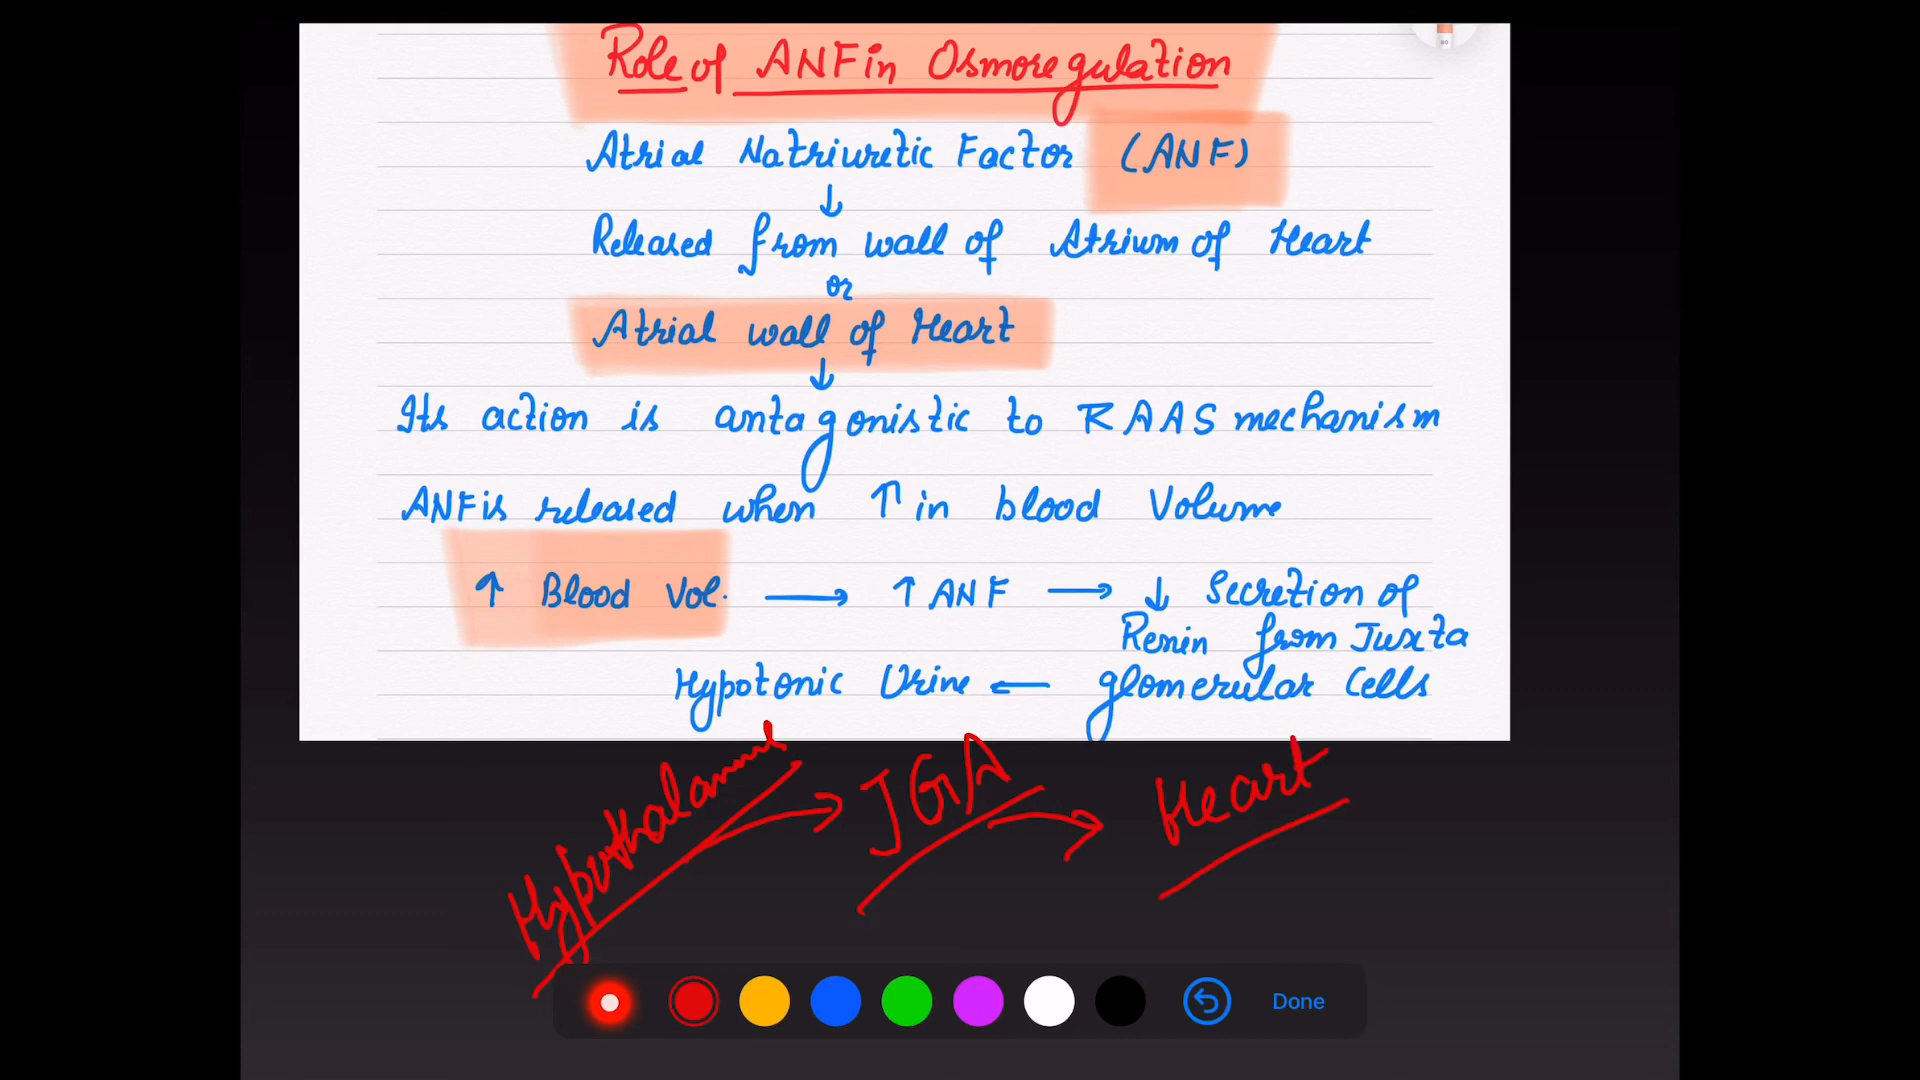 Role of ANF in Osmoregulation
Atrial Natriuretic Factor (ANF)
↓
Released from wall of Atrium of Heart
or
Atrial wall of Heart
↓
Its action is antagonistic to RAAS mechanism
ANF is released when ↑ in blood Volume
↑ Blood Vol. → ↑ ANF → ↓ Secretion of
Renin from Juxta
Hypotonic Urine ← glomerular Cells
Hypothalamus → JGA → Heart
Done